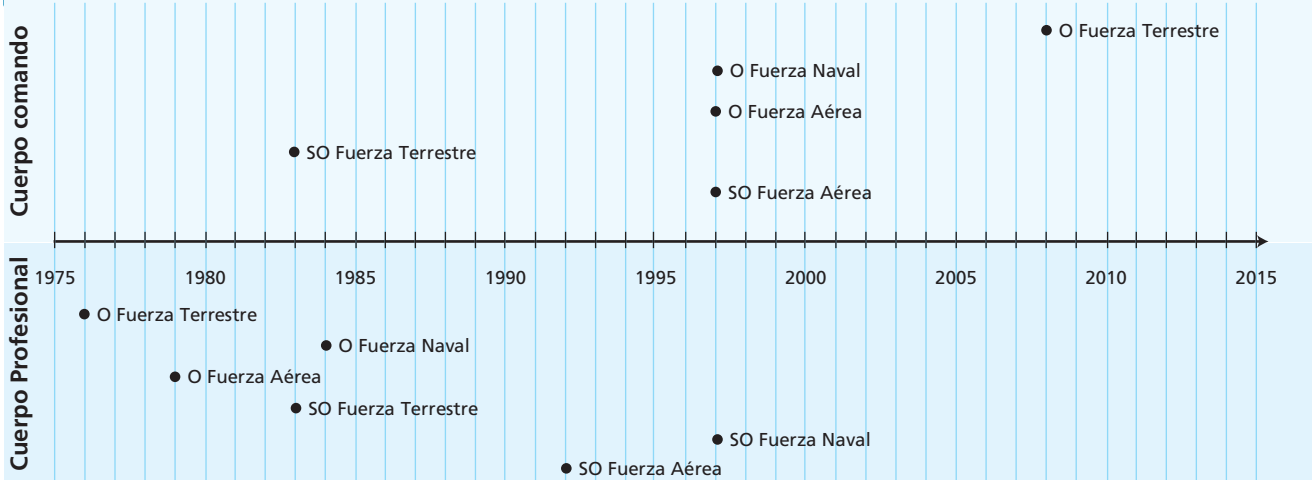 Cuerpo comando
O Fuerza Terrestre
O Fuerza Naval
O Fuerza Aérea
SO Fuerza Terrestre
SO Fuerza Aérea
1975 1980 1985 1990 1995 2000 2005 2010 2015
Cuerpo Profesional
O Fuerza Terrestre
O Fuerza Naval
O Fuerza Aérea
SO Fuerza Terrestre
SO Fuerza Naval
SO Fuerza Aérea